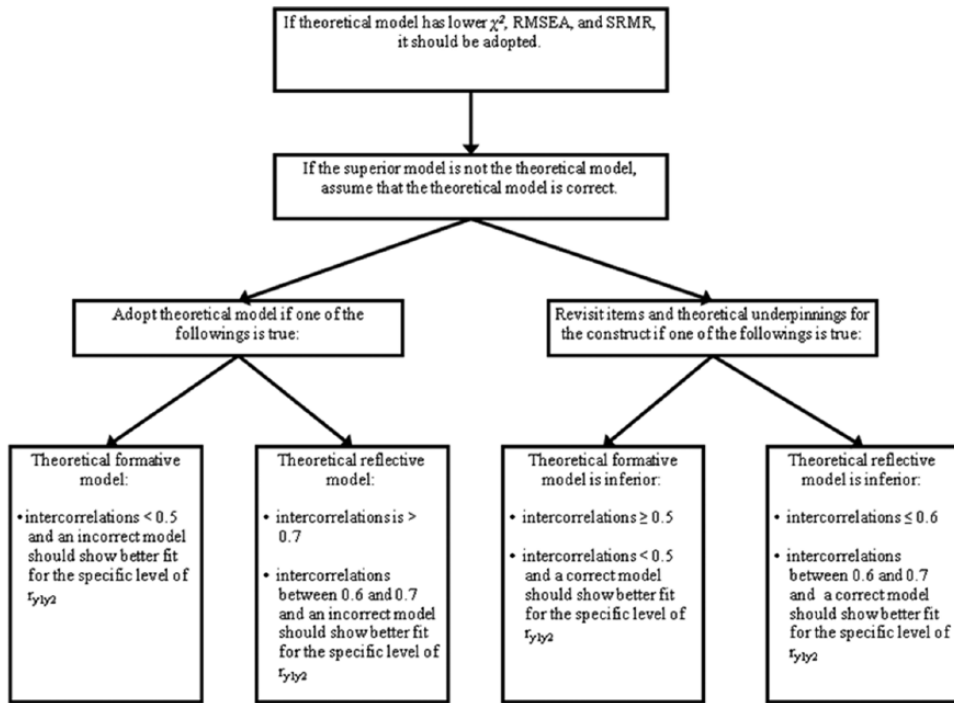 If theoretical model has lower χ², RMSEA, and SRMR,
it should be adopted.
If the superior model is not the theoretical model,
assume that the theoretical model is correct.
Adopt theoretical model if one of the
followings is true:
Revisit items and theoretical underpinnings for
the construct if one of the followings is true:
Theoretical formative
model:
•intercorrelations < 0.5
and an incorrect model
should show better fit
for the specific level of
ry1y2
Theoretical reflective
model:
• intercorrelations is >
0.7
• intercorrelations
between 0.6 and 0.7
and an incorrect model
should show better fit
for the specific level of
ry1y2
Theoretical formative
model is inferior:
• intercorrelations ≥ 0.5
• intercorrelations < 0.5
and a correct model
should show better fit
for the specific level of
ry1y2
Theoretical reflective
model is inferior:
• intercorrelations ≤ 0.6
• intercorrelations
between 0.6 and 0.7
and a correct model
should show better fit
for the specific level of
ry1y2